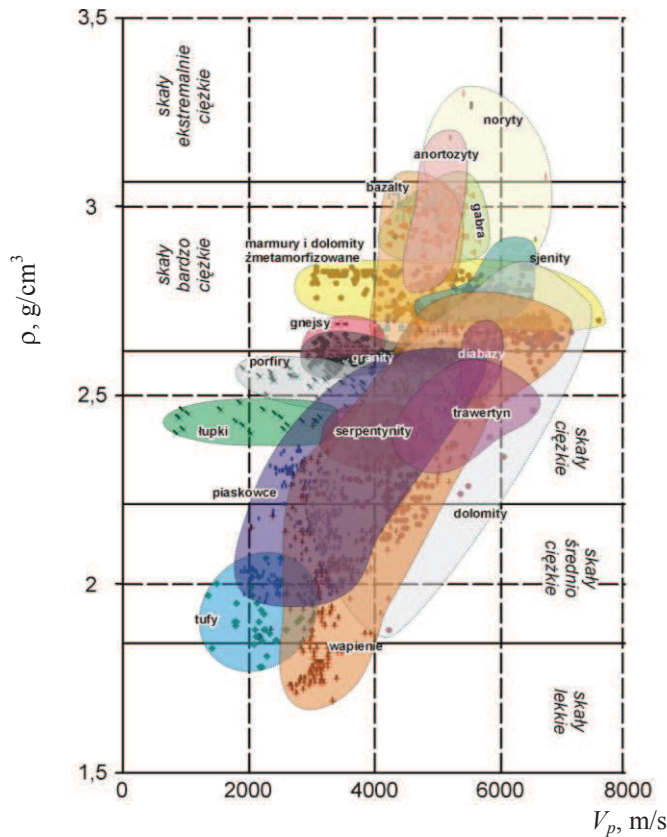 3,5
skały
ekstremalnie
ciężkie
noryty
anortozyty
bazalty
3
gabra
skały
bardzo
ciężkie
marmury i dolomity
zmetamorfizowane
sjenity
ρ, g/cm³
gnejsy
porfiry
granity
diabazy
2,5
trawertyn
łupki
serpentynity
skały
ciężkie
piaskowce
dolomity
skały
średnio
ciężkie
2
tufy
wapienie
skały
lekkie
1,5
0
2000
4000
6000
8000
Vp, m/s